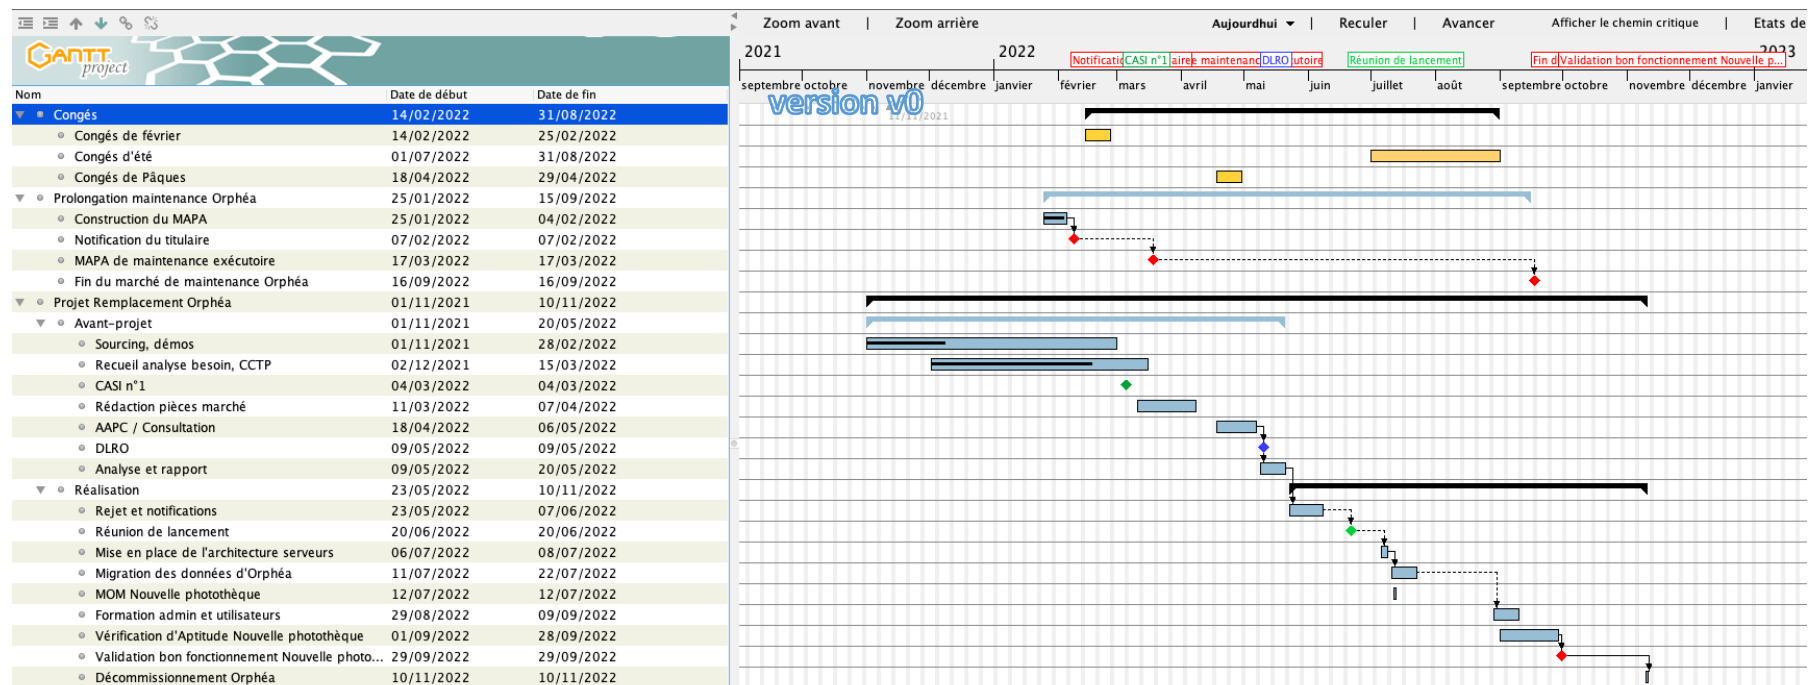 Zoom avant | Zoom arrière Aujourdhui | Reculer | Avancer Afficher le chemin critique | Etats de
GANTT project
2021 2022 2023
Notificatio CASI n°1 aire e maintenanc DLRO utoire Réunion de lancement Fin d Validation bon fonctionnement Nouvelle p...
septembre octobre novembre décembre janvier février mars avril mai juin juillet août septembre octobre novembre décembre janvier
version v0
11/11/2021
Nom Date de début Date de fin
Congés 14/02/2022 31/08/2022
Congés de février 14/02/2022 25/02/2022
Congés d'été 01/07/2022 31/08/2022
Congés de Pâques 18/04/2022 29/04/2022
Prolongation maintenance Orphéa 25/01/2022 15/09/2022
Construction du MAPA 25/01/2022 04/02/2022
Notification du titulaire 07/02/2022 07/02/2022
MAPA de maintenance exécutoire 17/03/2022 17/03/2022
Fin du marché de maintenance Orphéa 16/09/2022 16/09/2022
Projet Remplacement Orphéa 01/11/2021 10/11/2022
Avant-projet 01/11/2021 20/05/2022
Sourcing, démos 01/11/2021 28/02/2022
Recueil analyse besoin, CCTP 02/12/2021 15/03/2022
CASI n°1 04/03/2022 04/03/2022
Rédaction pièces marché 11/03/2022 07/04/2022
AAPC / Consultation 18/04/2022 06/05/2022
DLRO 09/05/2022 09/05/2022
Analyse et rapport 09/05/2022 20/05/2022
Réalisation 23/05/2022 10/11/2022
Rejet et notifications 23/05/2022 07/06/2022
Réunion de lancement 20/06/2022 20/06/2022
Mise en place de l'architecture serveurs 06/07/2022 08/07/2022
Migration des données d'Orphéa 11/07/2022 22/07/2022
MOM Nouvelle photothèque 12/07/2022 12/07/2022
Formation admin et utilisateurs 29/08/2022 09/09/2022
Vérification d'Aptitude Nouvelle photothèque 01/09/2022 28/09/2022
Validation bon fonctionnement Nouvelle photo... 29/09/2022 29/09/2022
Décommissionnement Orphéa 10/11/2022 10/11/2022